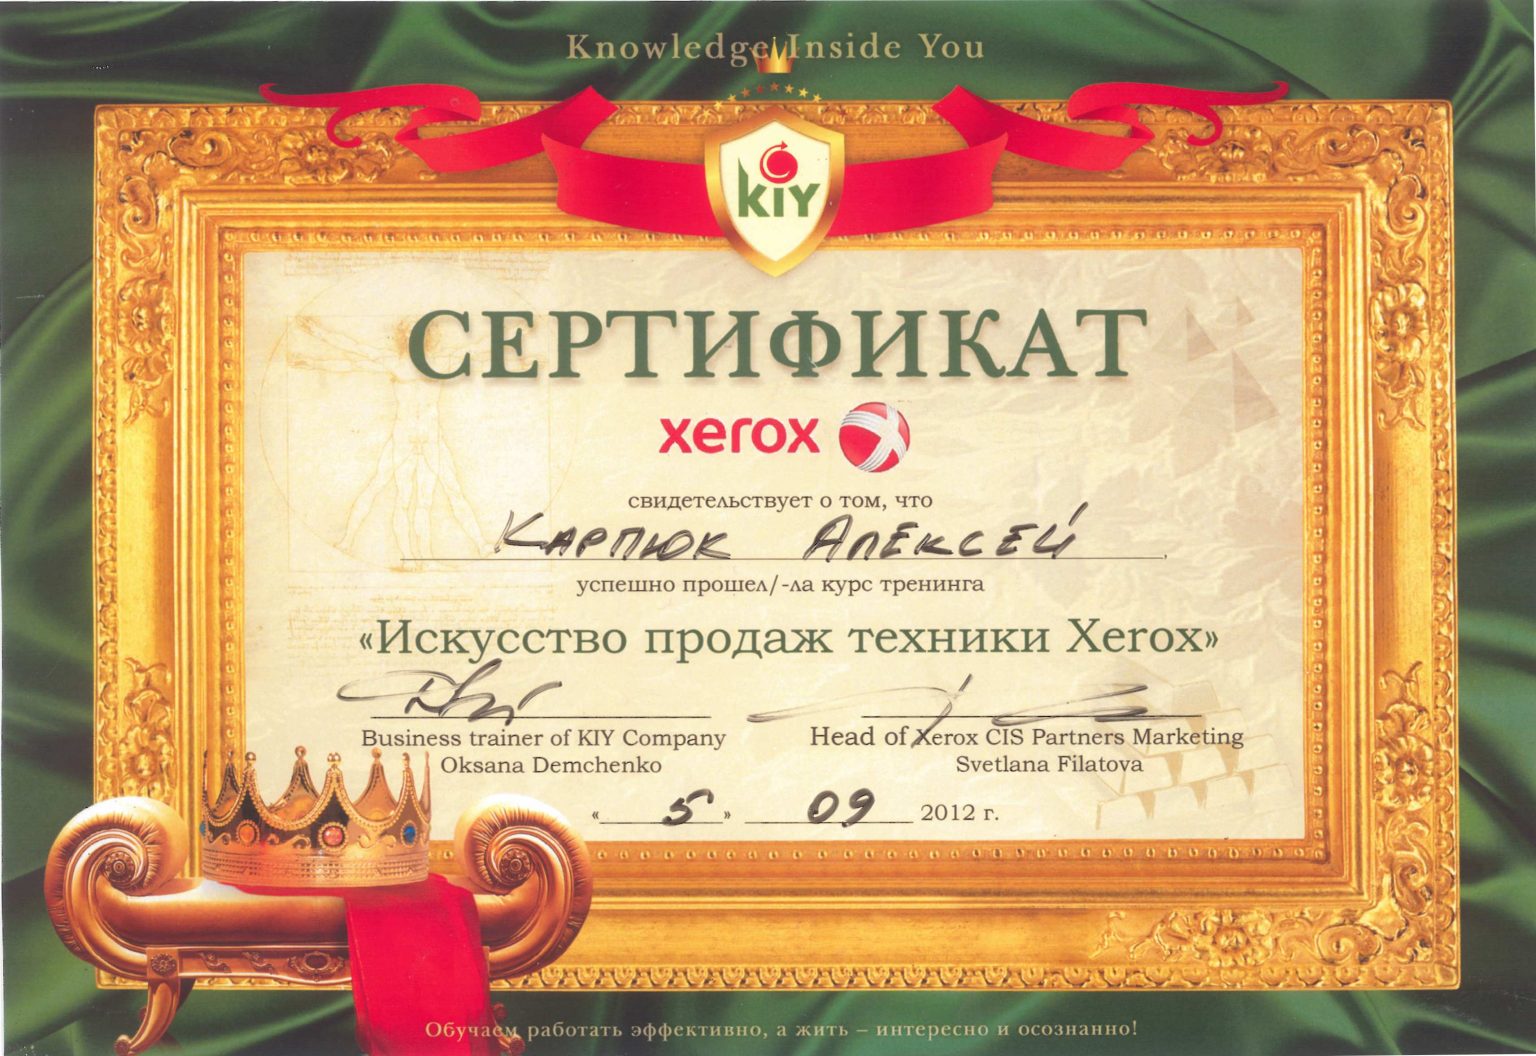 Knowledge Inside You
KIY
СЕРТИФИКАТ
xerox
свидетельствует о том, что
Карпюк Алексей,
успешно прошел/-ла курс тренинга
«Искусство продаж техники Xerox»
Business trainer of KIY Company
Oksana Demchenko
Head of Xerox CIS Partners Marketing
Svetlana Filatova
« 5 » 09 2012 г.
Обучаем работать эффективно, а жить – интересно и осознанно!